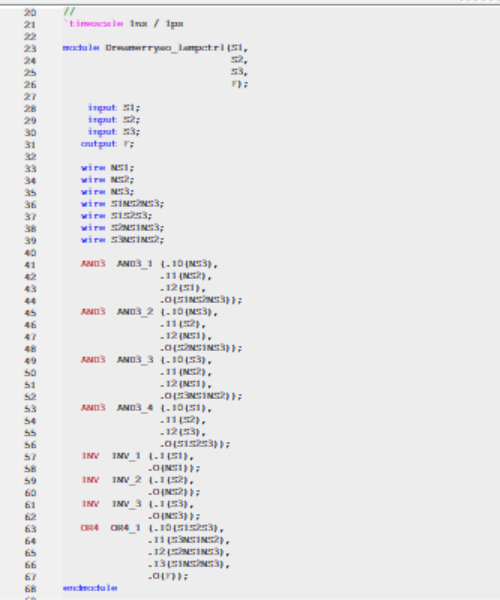 20 //
21 `timescale 1ns / 1ps
22
23 module Dreamerryao_lampctrl(S1,
24 S2,
25 S3,
26 F);
27
28 input S1;
29 input S2;
30 input S3;
31 output F;
32
33 wire NS1;
34 wire NS2;
35 wire NS3;
36 wire S1NS2NS3;
37 wire S1S2S3;
38 wire S2NS1NS3;
39 wire S3NS1NS2;
40
41 AND3 AND3_1 (.I0(NS3),
42 .I1(NS2),
43 .I2(S1),
44 .O(S1NS2NS3));
45 AND3 AND3_2 (.I0(NS3),
46 .I1(S2),
47 .I2(NS1),
48 .O(S2NS1NS3));
49 AND3 AND3_3 (.I0(S3),
50 .I1(NS2),
51 .I2(NS1),
52 .O(S3NS1NS2));
53 AND3 AND3_4 (.I0(S1),
54 .I1(S2),
55 .I2(S3),
56 .O(S1S2S3));
57 INV INV_1 (.I(S1),
58 .O(NS1));
59 INV INV_2 (.I(S2),
60 .O(NS2));
61 INV INV_3 (.I(S3),
62 .O(NS3));
63 OR4 OR4_1 (.I0(S1S2S3),
64 .I1(S3NS1NS2),
65 .I2(S2NS1NS3),
66 .I3(S1NS2NS3),
67 .O(F));
68 endmodule